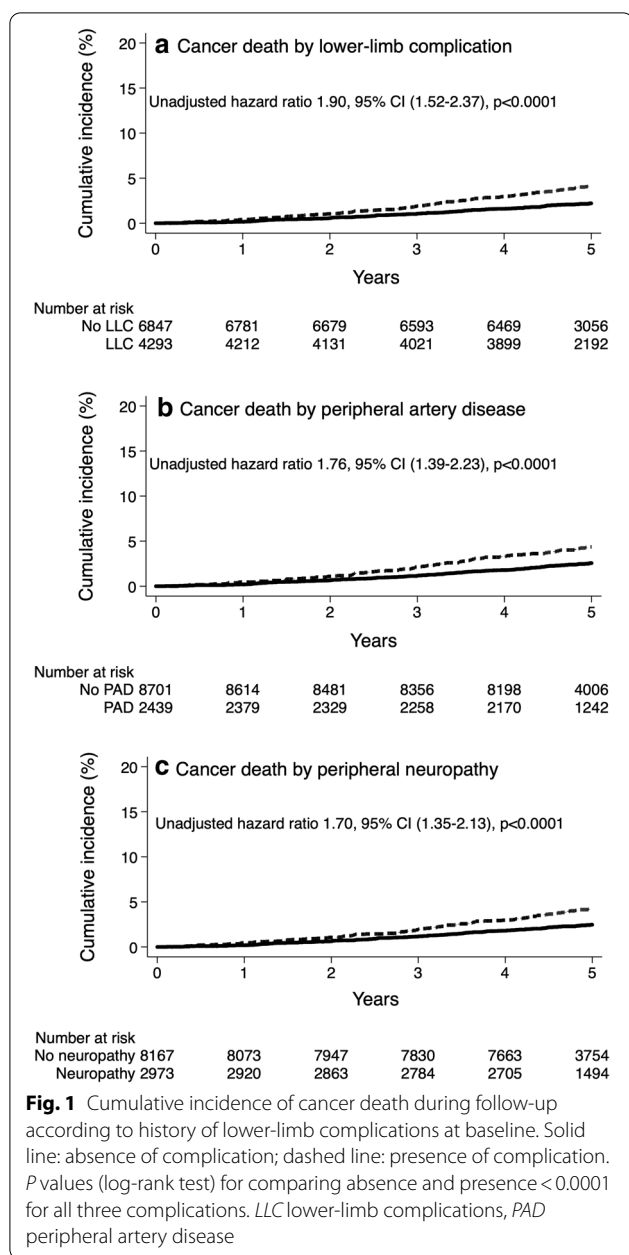 a Cancer death by lower-limb complication
Unadjusted hazard ratio 1.90, 95% CI (1.52-2.37), p<0.0001
Cumulative incidence (%)
20
15
10
5
0
0 1 2 3 4 5
Years
Number at risk
No LLC 6847 6781 6679 6593 6469 3056
LLC 4293 4212 4131 4021 3899 2192
b Cancer death by peripheral artery disease
Unadjusted hazard ratio 1.76, 95% CI (1.39-2.23), p<0.0001
Cumulative incidence (%)
20
15
10
5
0
0 1 2 3 4 5
Years
Number at risk
No PAD 8701 8614 8481 8356 8198 4006
PAD 2439 2379 2329 2258 2170 1242
c Cancer death by peripheral neuropathy
Unadjusted hazard ratio 1.70, 95% CI (1.35-2.13), p<0.0001
Cumulative incidence (%)
20
15
10
5
0
0 1 2 3 4 5
Years
Number at risk
No neuropathy 8167 8073 7947 7830 7663 3754
Neuropathy 2973 2920 2863 2784 2705 1494
Fig. 1 Cumulative incidence of cancer death during follow-up
according to history of lower-limb complications at baseline. Solid
line: absence of complication; dashed line: presence of complication.
P values (log-rank test) for comparing absence and presence < 0.0001
for all three complications. LLC lower-limb complications, PAD
peripheral artery disease